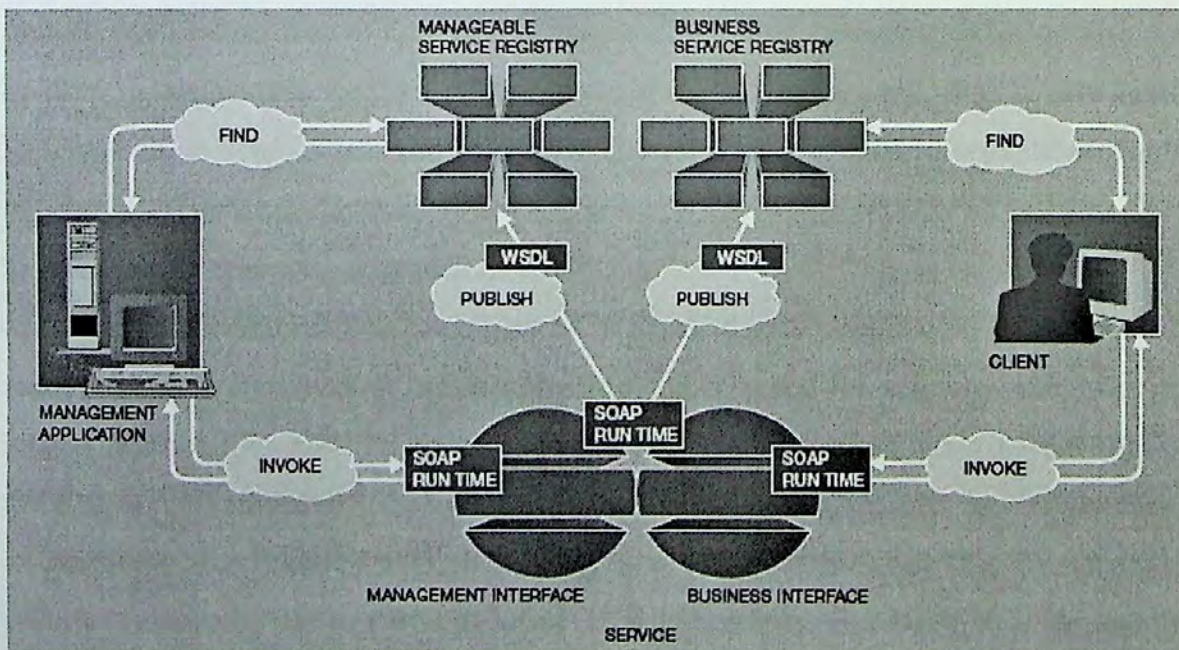 MANAGEABLE
SERVICE REGISTRY
BUSINESS
SERVICE REGISTRY
FIND
FIND
WSDL
WSDL
PUBLISH
PUBLISH
MANAGEMENT
APPLICATION
CLIENT
SOAP
RUN TIME
INVOKE
SOAP
RUN TIME
SOAP
RUN TIME
INVOKE
MANAGEMENT INTERFACE
BUSINESS INTERFACE
SERVICE